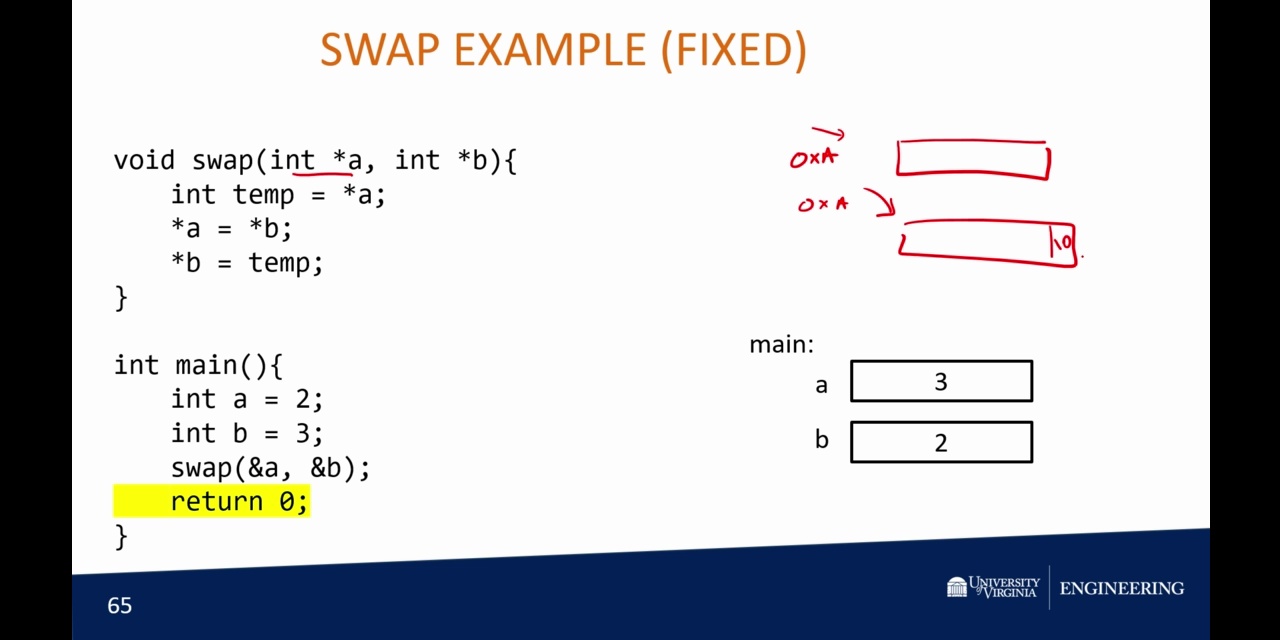 SWAP EXAMPLE (FIXED)
void swap(int *a, int *b){
int temp = *a;
*a = *b;
*b = temp;
}
int main(){
int a = 2;
int b = 3;
swap(&a, &b);
return 0;
}
0xA
0xA
\0
main:
a 3
b 2
65
UNIVERSITY of VIRGINIA
ENGINEERING